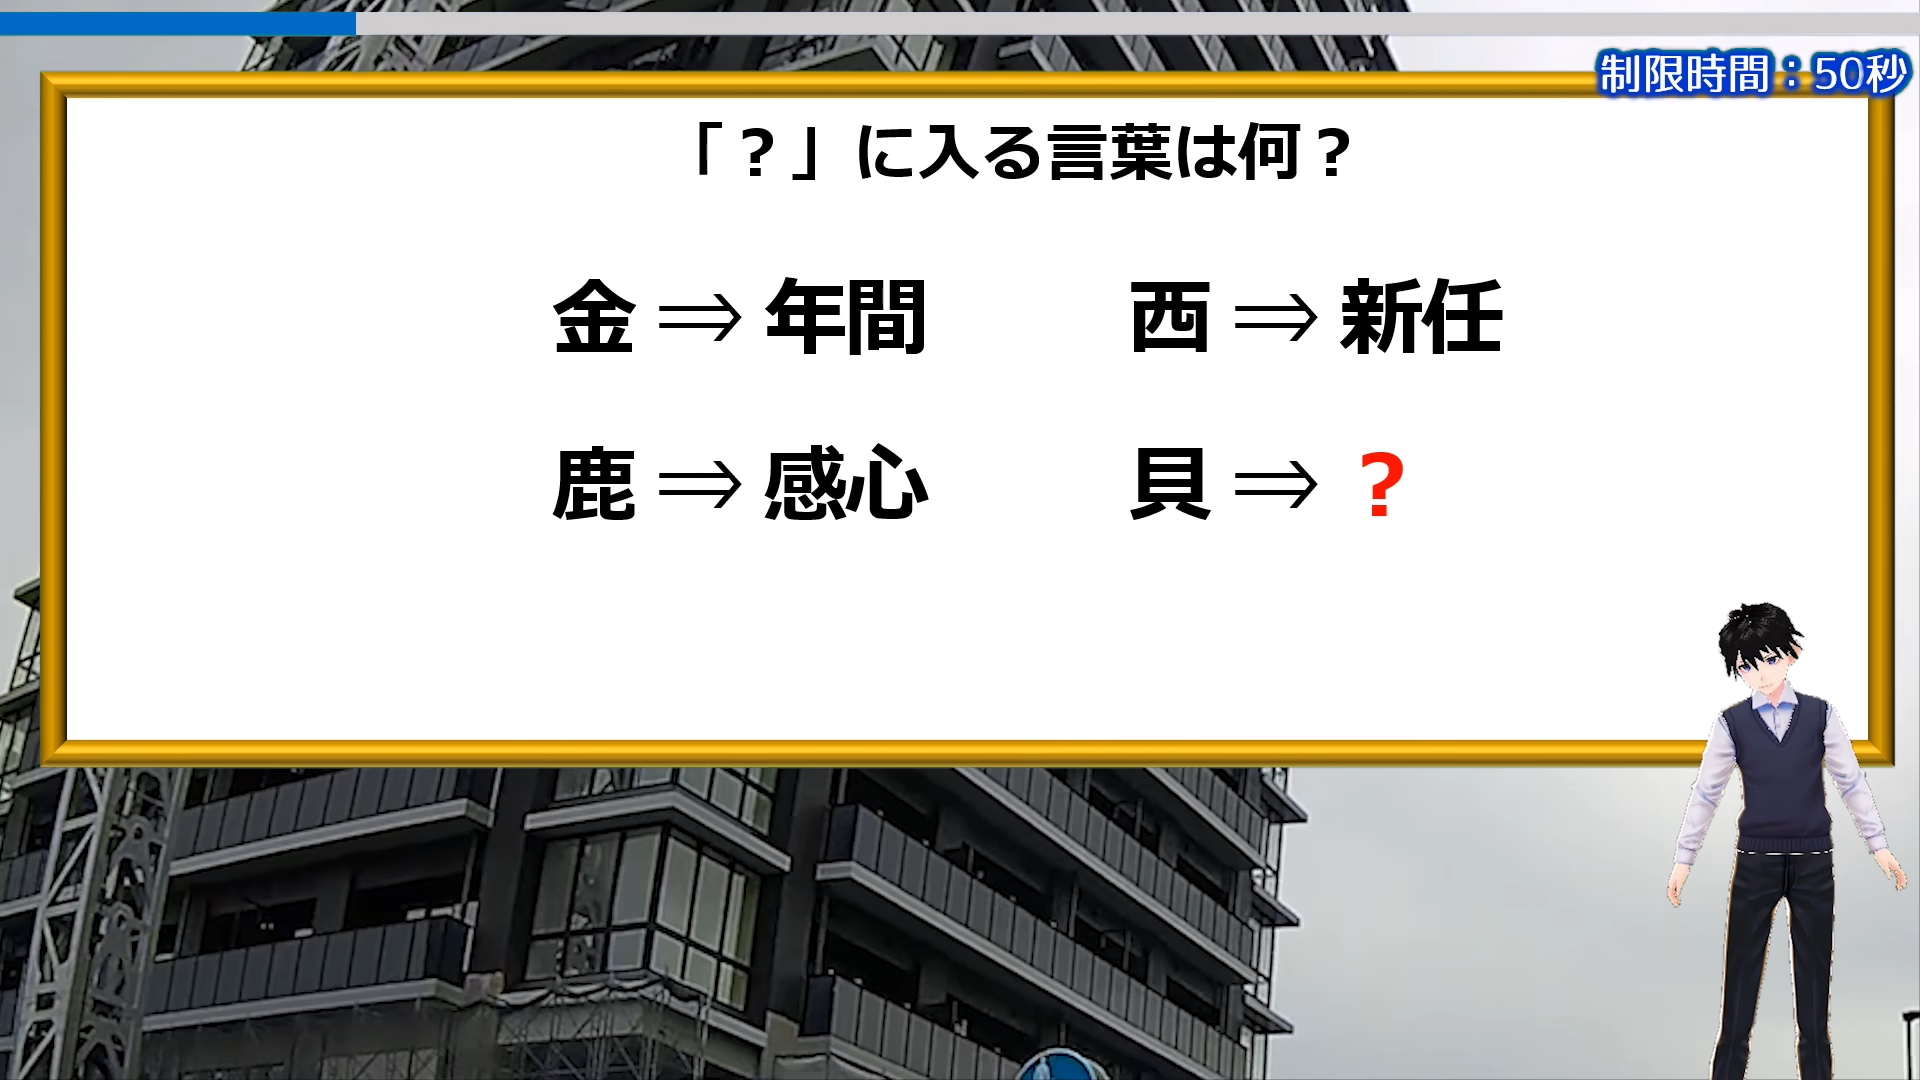 制限時間：50秒
「？」に入る言葉は何？
金⇒年間 西⇒新任
鹿⇒感心 貝⇒？